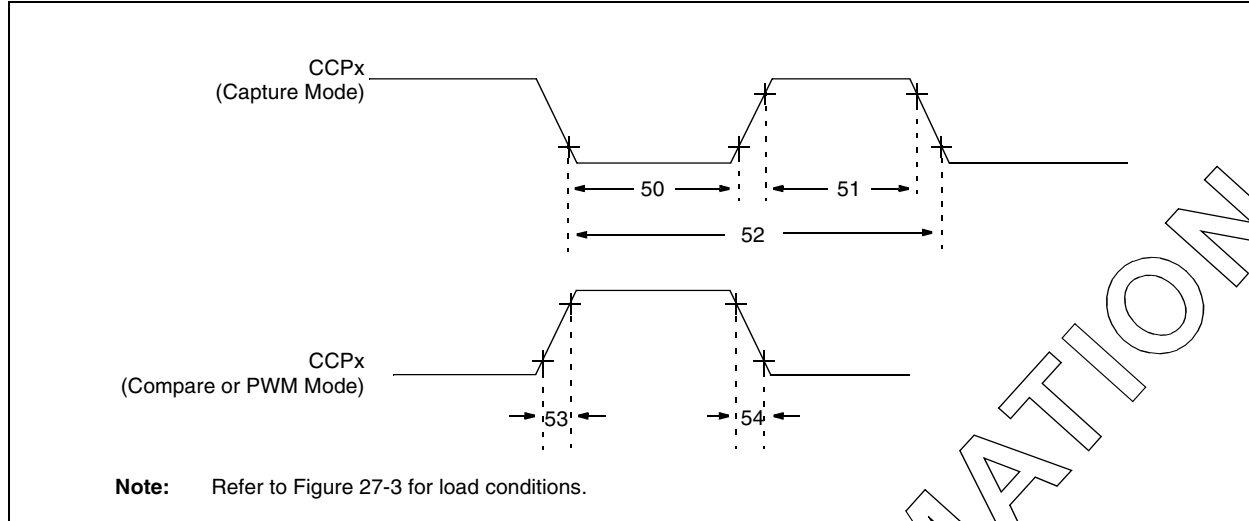 CCPx
(Capture Mode)
50
51
52
CCPx
(Compare or PWM Mode)
53
54
Note: Refer to Figure 27-3 for load conditions.
MATION